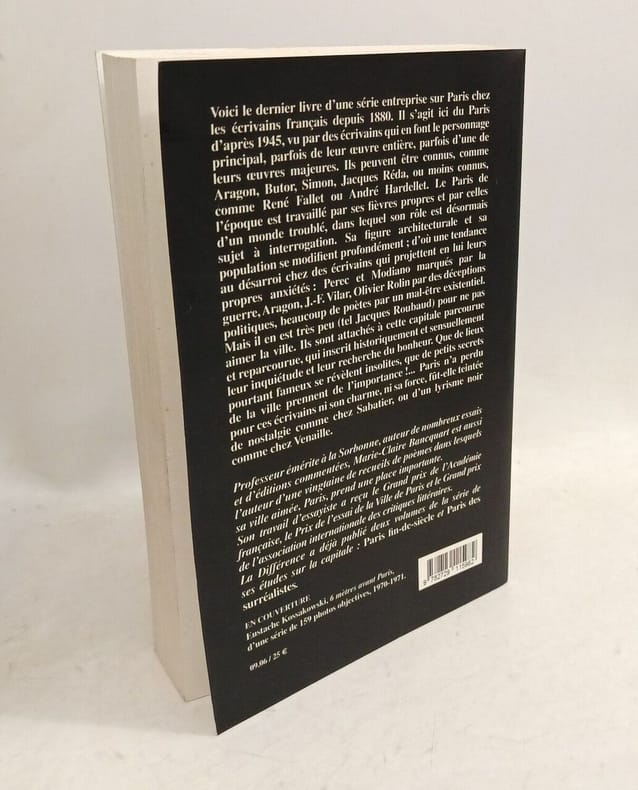 Voici le dernier livre d'une série entreprise sur Paris chez
les écrivains français depuis 1880. Il s'agit ici du Paris
d'après 1945, vu par des écrivains qui en font le personnage
principal, parfois de leur œuvre entière, parfois d'une de
leurs œuvres majeures. Ils peuvent être connus, comme
Aragon, Butor, Simon, Jacques Réda, ou moins connus,
comme René Fallet ou André Hardellet. Le Paris de
l'époque est travaillé par ses fièvres propres et par celles
d'un monde troublé, dans lequel son rôle est désormais
sujet à interrogation. Sa figure architecturale et sa
population se modifient profondément ; d'où une tendance
au désarroi chez des écrivains qui projettent en lui leurs
propres anxiétés : Perec et Modiano marqués par la
guerre, Aragon, J.-F. Vilar, Olivier Rolin par des déceptions
politiques, beaucoup de poètes par un mal-être existentiel.
Mais il en est très peu (tel Jacques Roubaud) pour ne pas
aimer la ville. Ils sont attachés à cette capitale parcourue
et reparcourue, qui inscrit historiquement et sensuellement
leur inquiétude et leur recherche du bonheur. Que de lieux
pourtant fameux se révèlent insolites, que de petits secrets
de la ville prennent de l'importance !... Paris n'a perdu
pour ces écrivains ni son charme, ni sa force, fût-elle teintée
de nostalgie comme chez Sabatier, ou d'un lyrisme noir
comme chez Venaille.
Professeur émérite à la Sorbonne, auteur de nombreux essais
et d'éditions commentées, Marie-Claire Bancquart est aussi
l'auteur d'une vingtaine de recueils de poèmes dans lesquels
sa ville aimée, Paris, prend une place importante.
Son travail d'essayiste a reçu le Grand prix de l'Académie
française, le Prix de l'essai de la Ville de Paris et le Grand prix
de l'association internationale des critiques littéraires.
La Différence a déjà publié deux volumes de la série de
ses études sur la capitale : Paris fin-de-siècle et Paris des
surréalistes.
EN COUVERTURE
Eustache Kossakowski, 6 mètres avant Paris,
d'une série de 159 photos objectives, 1970-1971.
09.06 / 25 €
9 782729 115982